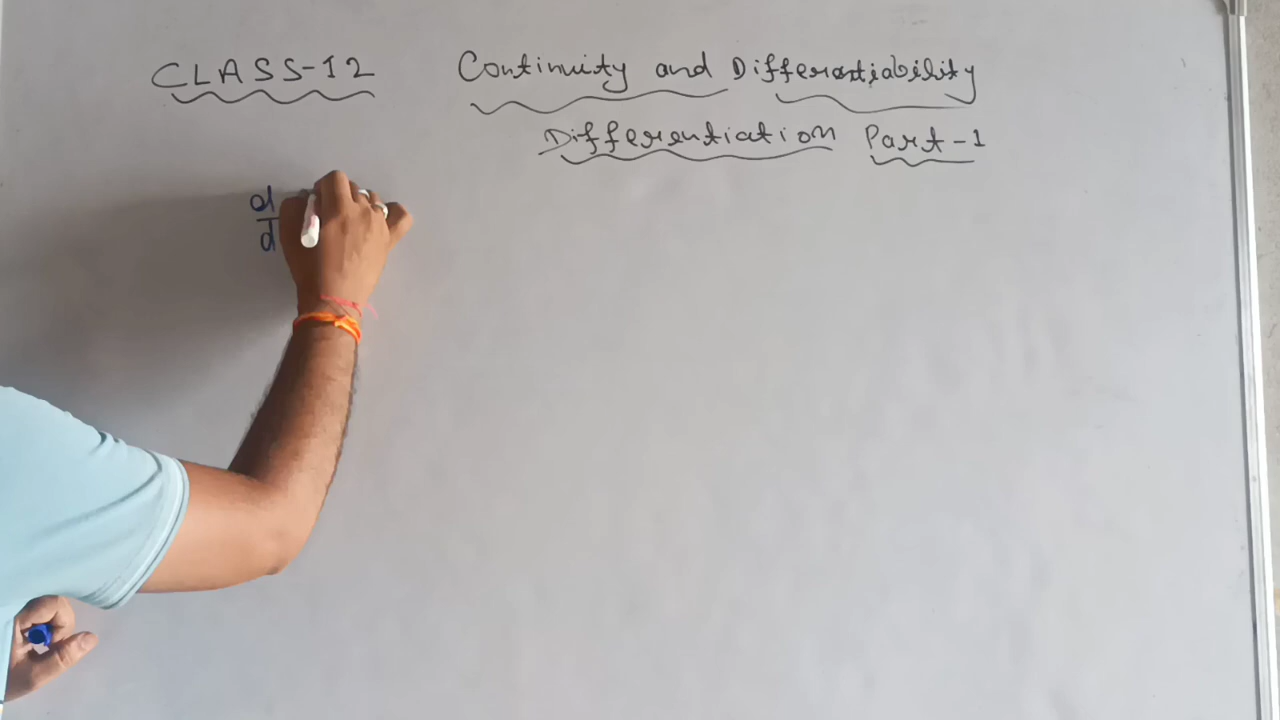 CLASS-12 Continuity and Differentiability
Differentiation Part-1
d
d